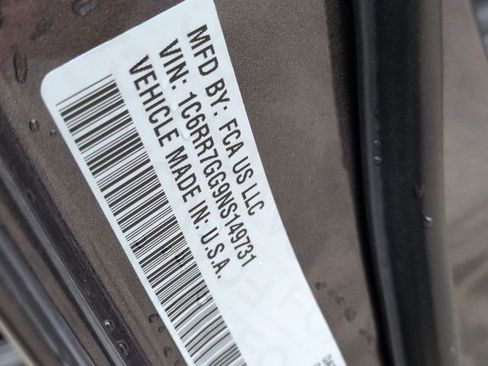 MFD BY: FCA US LLC
VIN: 1C6RR7GG9NS149731
VEHICLE MADE IN: U.S.A.